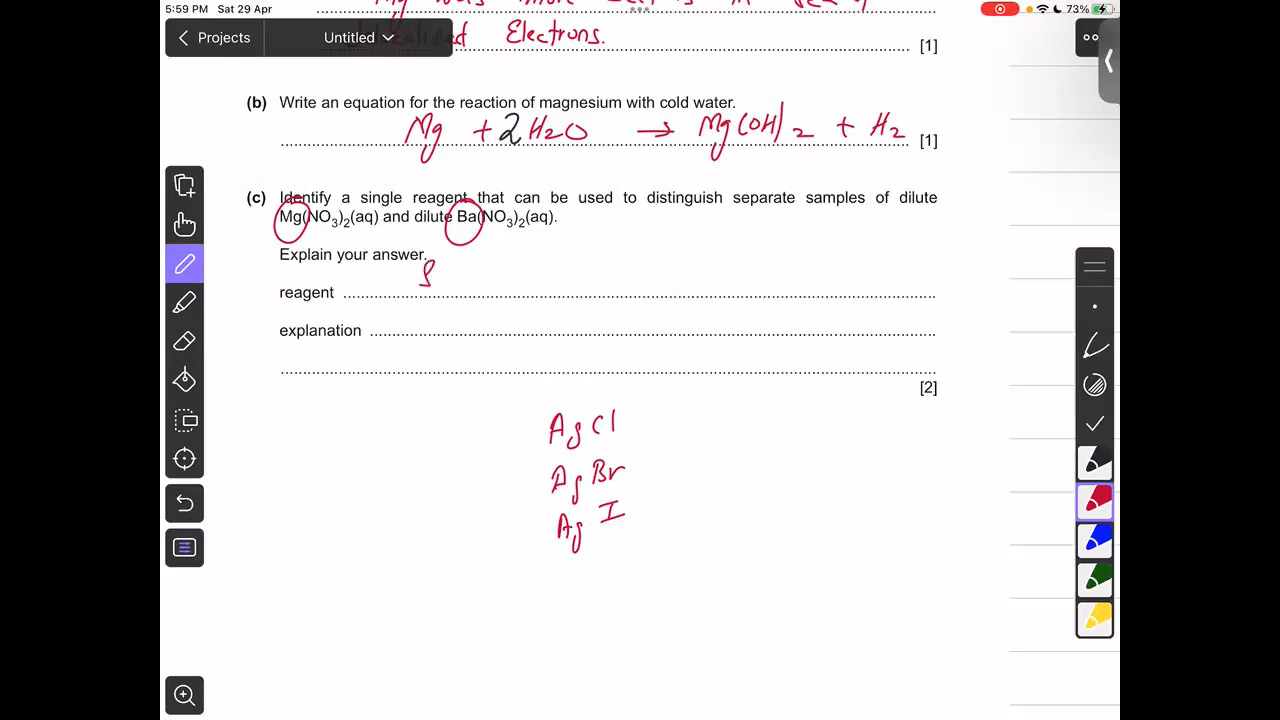 5:59 PM Sat 29 Apr
73%
Projects
Untitled
Electrons.
[1]
(b) Write an equation for the reaction of magnesium with cold water.
Mg + 2H2O → Mg(OH)2 + H2
[1]
(c) Identify a single reagent that can be used to distinguish separate samples of dilute
Mg(NO3)2(aq) and dilute Ba(NO3)2(aq).
Explain your answer.
reagent
explanation
[2]
AgCl
AgBr
AgI